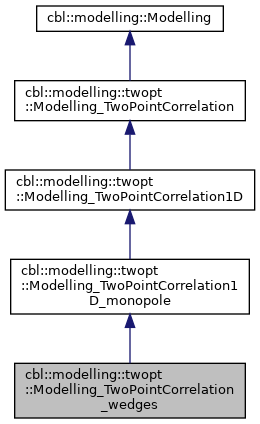 cbl::modelling::Modelling
cbl::modelling::twopt
::Modelling_TwoPointCorrelation
cbl::modelling::twopt
::Modelling_TwoPointCorrelation1D
cbl::modelling::twopt
::Modelling_TwoPointCorrelation1
D_monopole
cbl::modelling::twopt
::Modelling_TwoPointCorrelation
_wedges